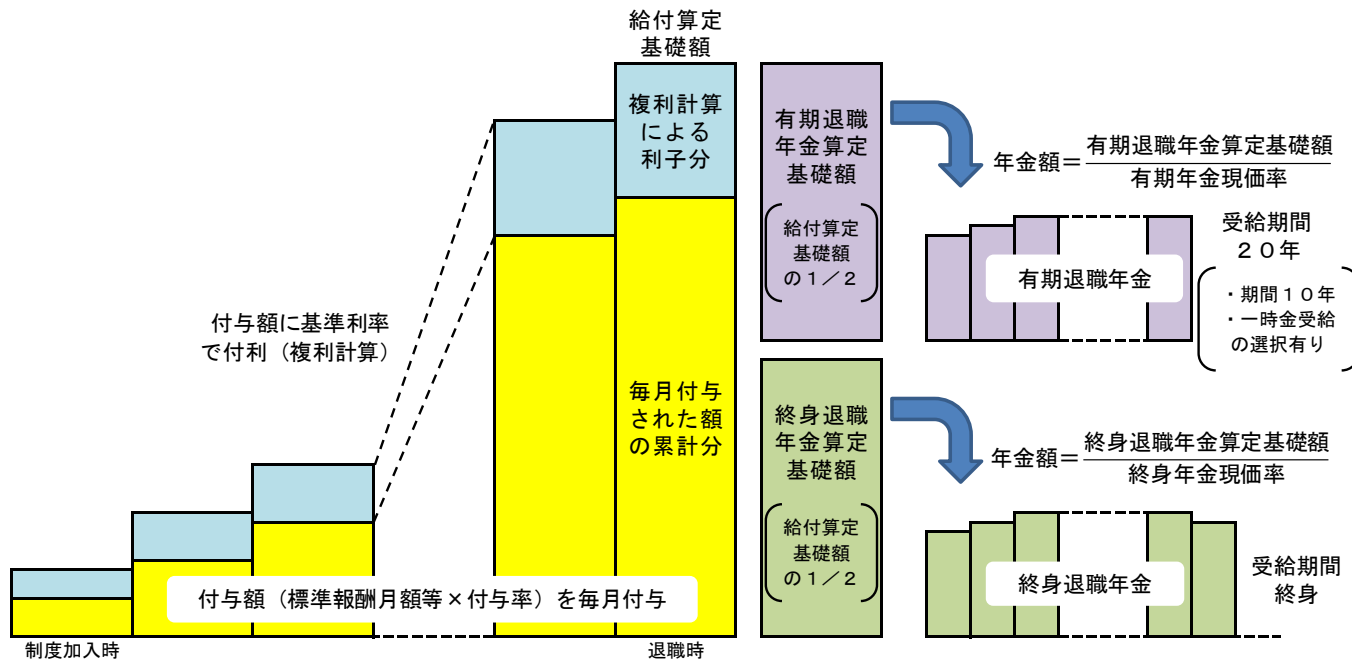 給付算定
基礎額
複利計算
による
利子分
毎月付与
された額
の累計分
付与額に基準利率
で付利（複利計算）
付与額（標準報酬月額等×付与率）を毎月付与
制度加入時
退職時
有期退職
年金算定
基礎額
給付算定
基礎額
の１／２
年金額＝有期退職年金算定基礎額
有期年金現価率
有期退職年金
受給期間
２０年
・期間１０年
・一時金受給
の選択有り
終身退職
年金算定
基礎額
給付算定
基礎額
の１／２
年金額＝終身退職年金算定基礎額
終身年金現価率
終身退職年金
受給期間
終身